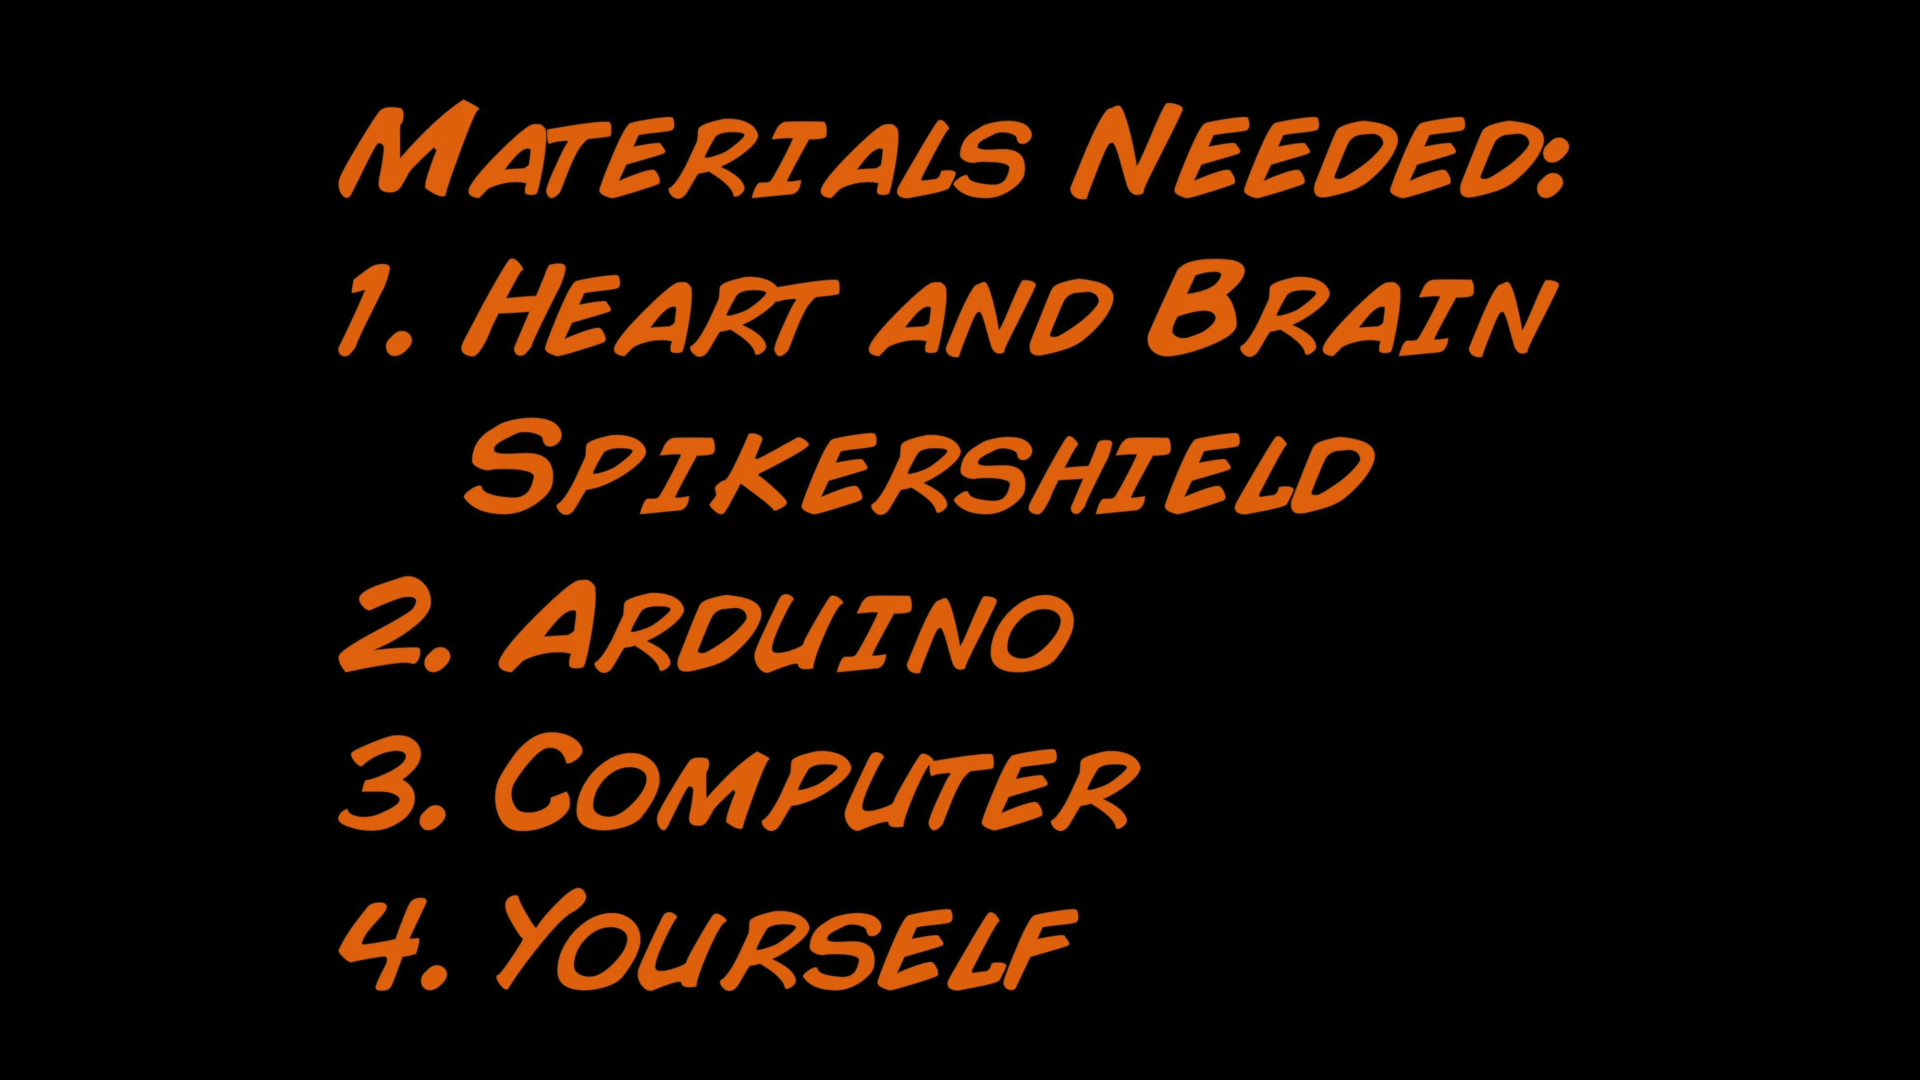 Materials Needed:
1. Heart and Brain
Spikershield
2. Arduino
3. Computer
4. Yourself